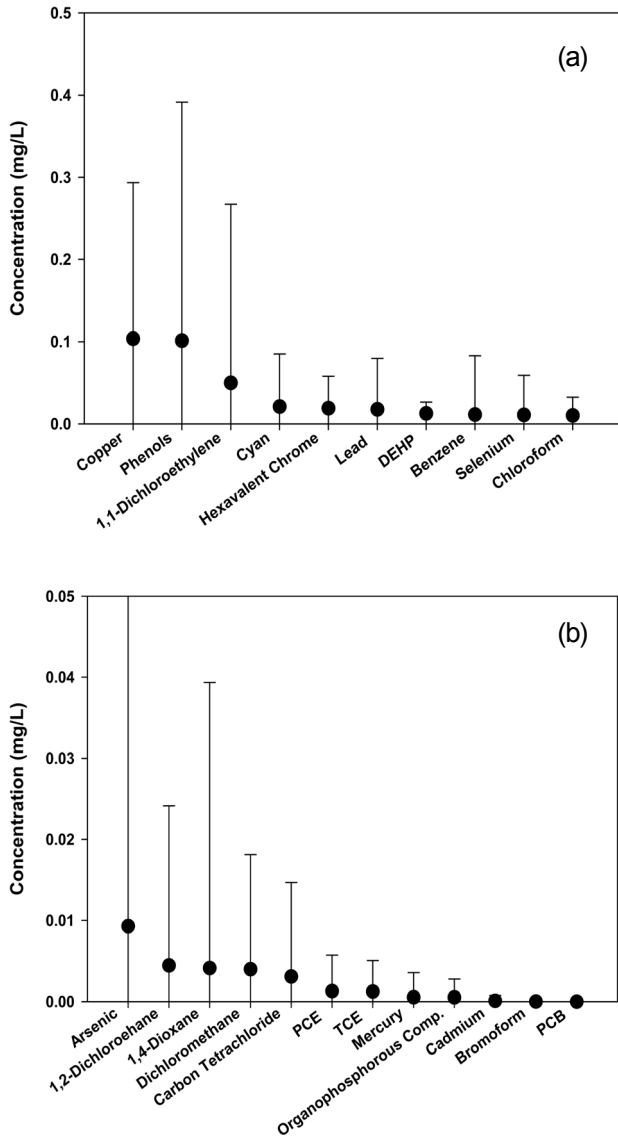 0.5
(a)
0.4
0.3
0.2
0.1
0.0
Concentration (mg/L)
Copper
Phenols
1,1-Dichloroethylene
Cyan
Hexavalent Chrome
Lead
DEHP
Benzene
Selenium
Chloroform
0.05
(b)
0.04
0.03
0.02
0.01
0.00
Concentration (mg/L)
Arsenic
1,2-Dichloroehane
1,4-Dioxane
Dichloromethane
Carbon Tetrachloride
PCE
TCE
Mercury
Organophosphorous Comp.
Cadmium
Bromoform
PCB